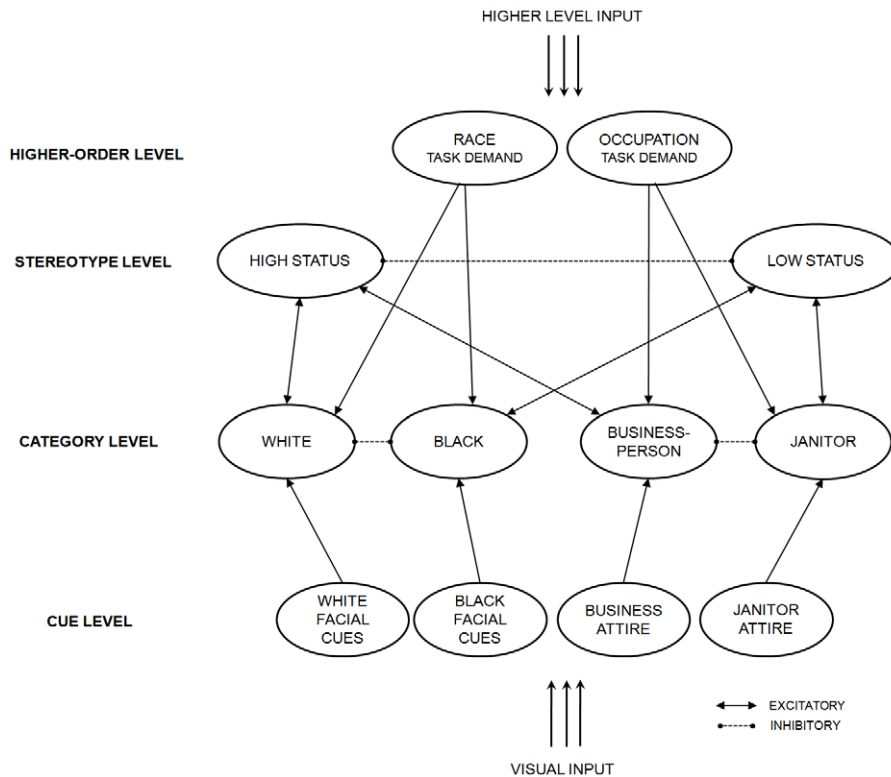 HIGHER LEVEL INPUT
HIGHER-ORDER LEVEL
RACE
TASK DEMAND
OCCUPATION
TASK DEMAND
STEREOTYPE LEVEL
HIGH STATUS
LOW STATUS
CATEGORY LEVEL
WHITE
BLACK
BUSINESS-
PERSON
JANITOR
CUE LEVEL
WHITE
FACIAL
CUES
BLACK
FACIAL
CUES
BUSINESS
ATTIRE
JANITOR
ATTIRE
EXCITATORY
INHIBITORY
VISUAL INPUT